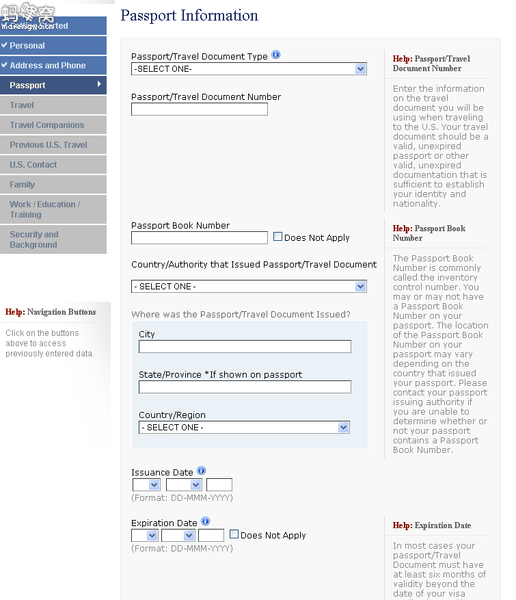 蚂蜂窝
mafengwo.cn
Getting Started
Personal
Address and Phone
Passport
Travel
Travel Companions
Previous U.S. Travel
U.S. Contact
Family
Work / Education /
Training
Security and
Background
Help: Navigation Buttons
Click on the buttons
above to access
previously entered data.
Passport Information
Passport/Travel Document Type
-SELECT ONE-
Passport/Travel Document Number
Help: Passport/Travel
Document Number
Enter the information
on the travel
document you will be
using when traveling
to the U.S. Your travel
document should be a
valid, unexpired
passport or other
valid, unexpired
documentation that is
sufficient to establish
your identity and
nationality.
Passport Book Number
Does Not Apply
Help: Passport Book
Number
The Passport Book
Number is commonly
called the inventory
control number. You
may or may not have
a Passport Book
Number on your
passport. The location
of the Passport Book
Number on your
passport may vary
depending on the
country that issued
your passport. Please
contact your passport
issuing authority if
you are unable to
determine whether or
not your passport
contains a Passport
Book Number.
Country/Authority that Issued Passport/Travel Document
- SELECT ONE -
Where was the Passport/Travel Document Issued?
City
State/Province *If shown on passport
Country/Region
- SELECT ONE -
Issuance Date
(Format: DD-MMM-YYYY)
Expiration Date
Does Not Apply
(Format: DD-MMM-YYYY)
Help: Expiration Date
In most cases your
passport/Travel
Document must have
at least six months of
validity beyond the
date of your visa